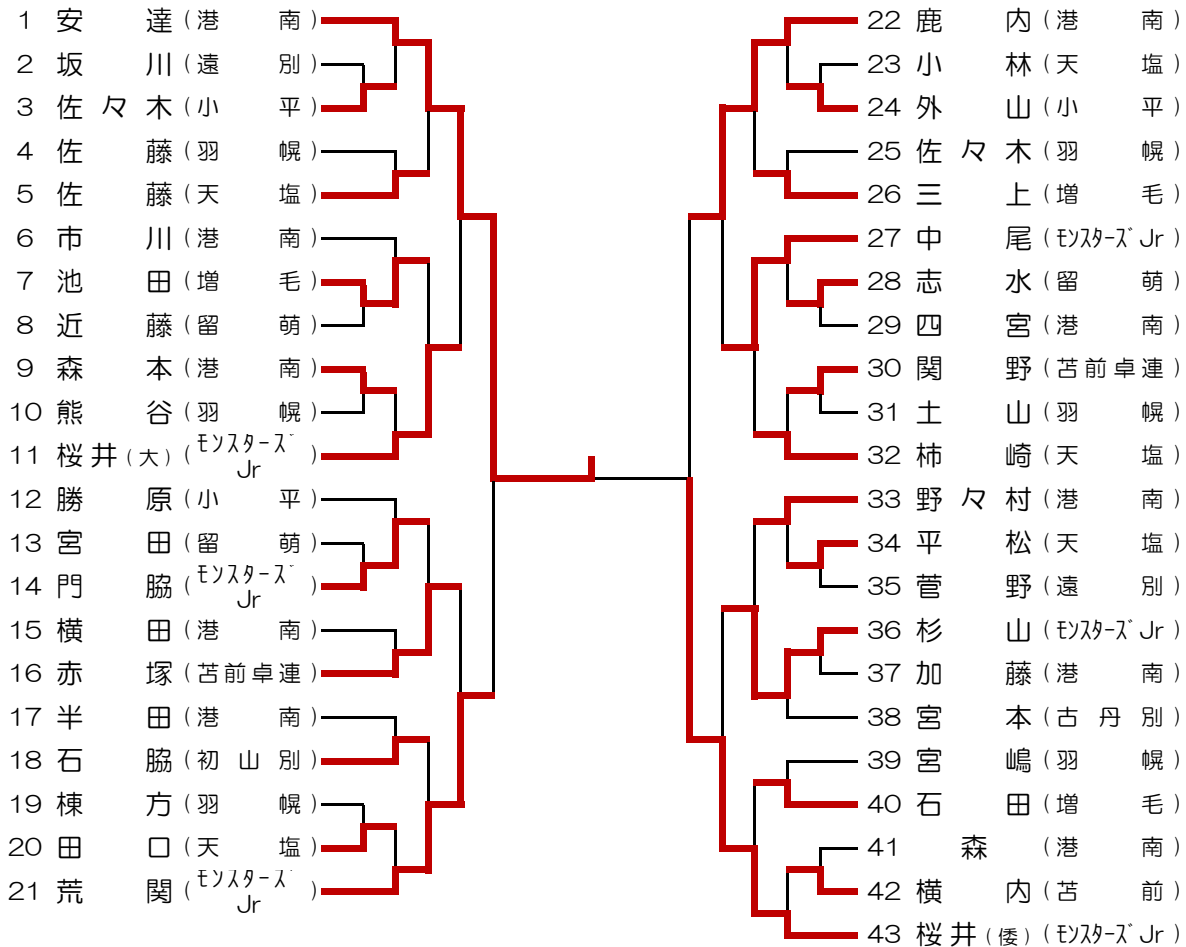 1 安達 (港南)
2 坂川 (遠別)
3 佐々木 (小平)
4 佐藤 (羽幌)
5 佐藤 (天塩)
6 市川 (港南)
7 池田 (増毛)
8 近藤 (留萌)
9 森本 (港南)
10 熊谷 (羽幌)
11 桜井(大) (ﾓﾝｽﾀｰｽﾞ Jr)
12 勝原 (小平)
13 宮田 (留萌)
14 門脇 (ﾓﾝｽﾀｰｽﾞ Jr)
15 横田 (港南)
16 赤塚 (苫前卓連)
17 半田 (港南)
18 石脇 (初山別)
19 棟方 (羽幌)
20 田口 (天塩)
21 荒関 (ﾓﾝｽﾀｰｽﾞ Jr)
22 鹿内 (港南)
23 小林 (天塩)
24 外山 (小平)
25 佐々木 (羽幌)
26 三上 (増毛)
27 中尾 (ﾓﾝｽﾀｰｽﾞ Jr)
28 志水 (留萌)
29 四宮 (港南)
30 関野 (苫前卓連)
31 土山 (羽幌)
32 柿崎 (天塩)
33 野々村 (港南)
34 平松 (天塩)
35 菅野 (遠別)
36 杉山 (ﾓﾝｽﾀｰｽﾞ Jr)
37 加藤 (港南)
38 宮本 (古丹別)
39 宮嶋 (羽幌)
40 石田 (増毛)
41 森 (港南)
42 横内 (苫前)
43 桜井(倭) (ﾓﾝｽﾀｰｽﾞ Jr)